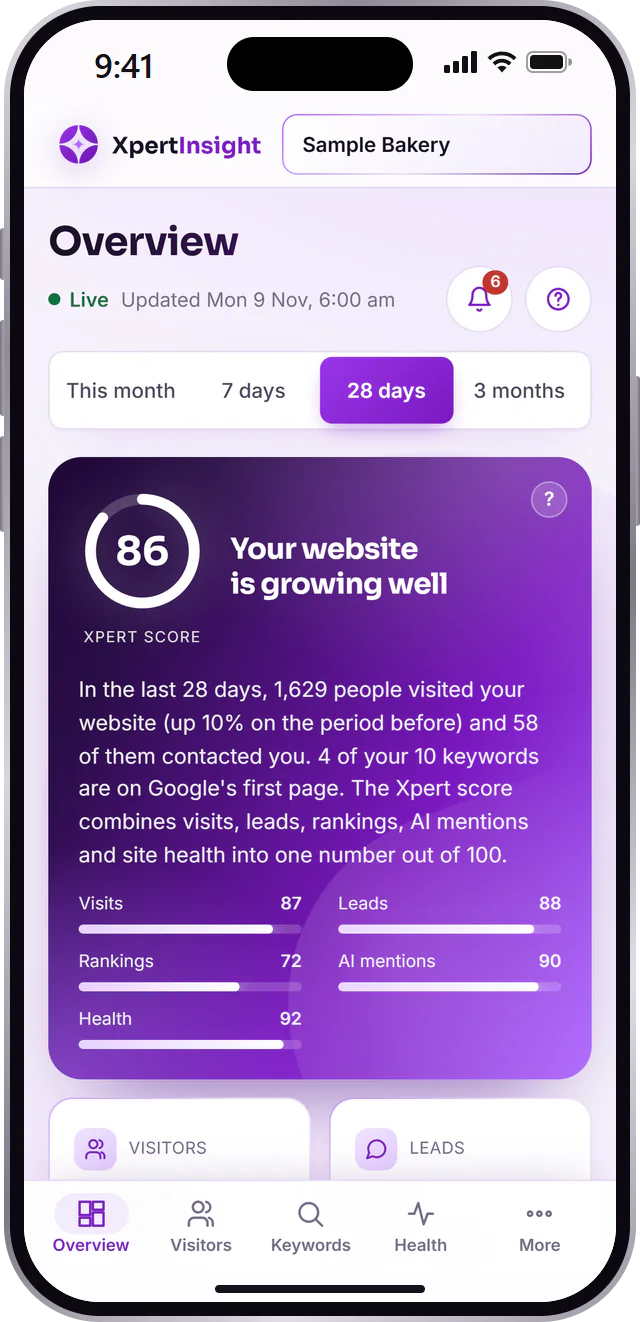 9:41
XpertInsight
Sample Bakery
Overview
Live Updated Mon 9 Nov, 6:00 am
6
This month 7 days 28 days 3 months
?
86
Your website
is growing well
XPERT SCORE
In the last 28 days, 1,629 people visited your
website (up 10% on the period before) and 58
of them contacted you. 4 of your 10 keywords
are on Google's first page. The Xpert score
combines visits, leads, rankings, AI mentions
and site health into one number out of 100.
Visits 87 Leads 88
Rankings 72 AI mentions 90
Health 92
VISITORS LEADS
Overview Visitors Keywords Health More